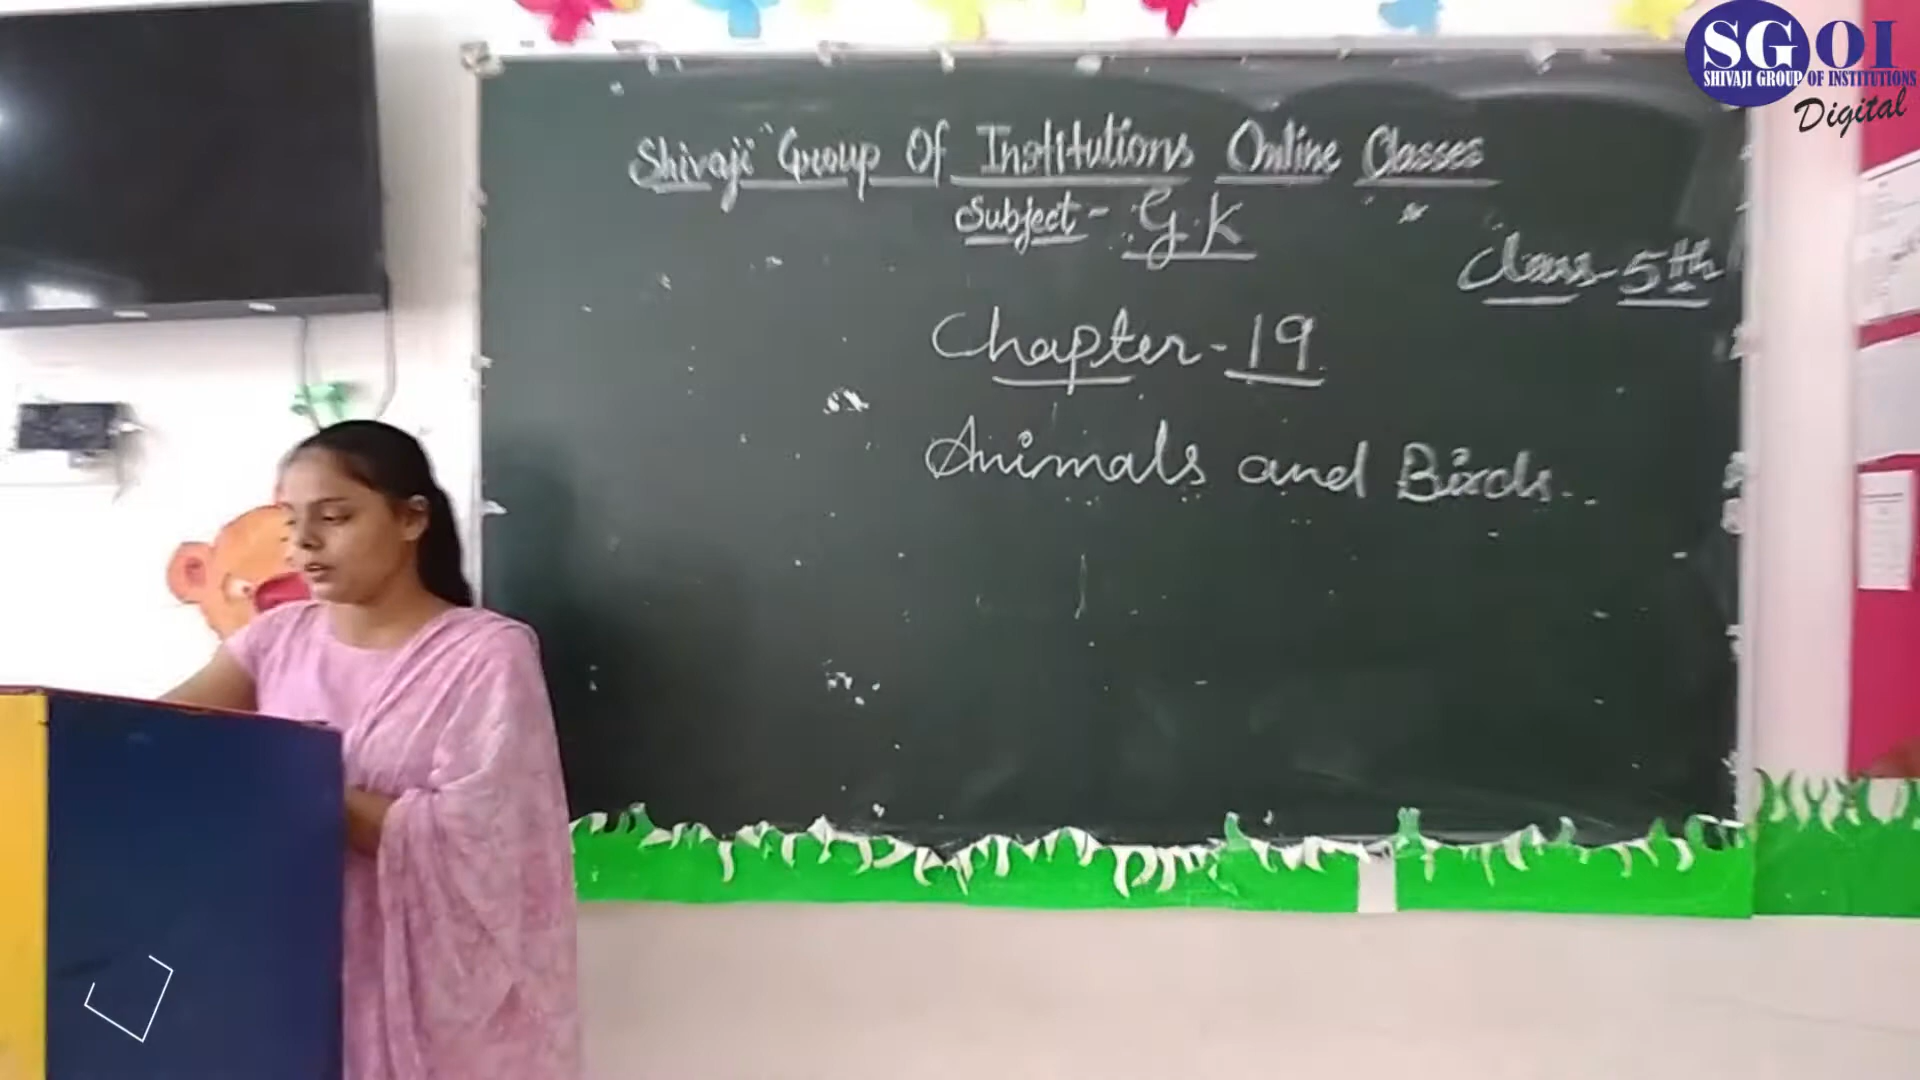 SGOI
SHIVAJI GROUP OF INSTITUTIONS
Digital
Shivaji Group Of Institutions Online Classes
Subject - G.K
Class - 5th
Chapter - 19
Animals and Birds..